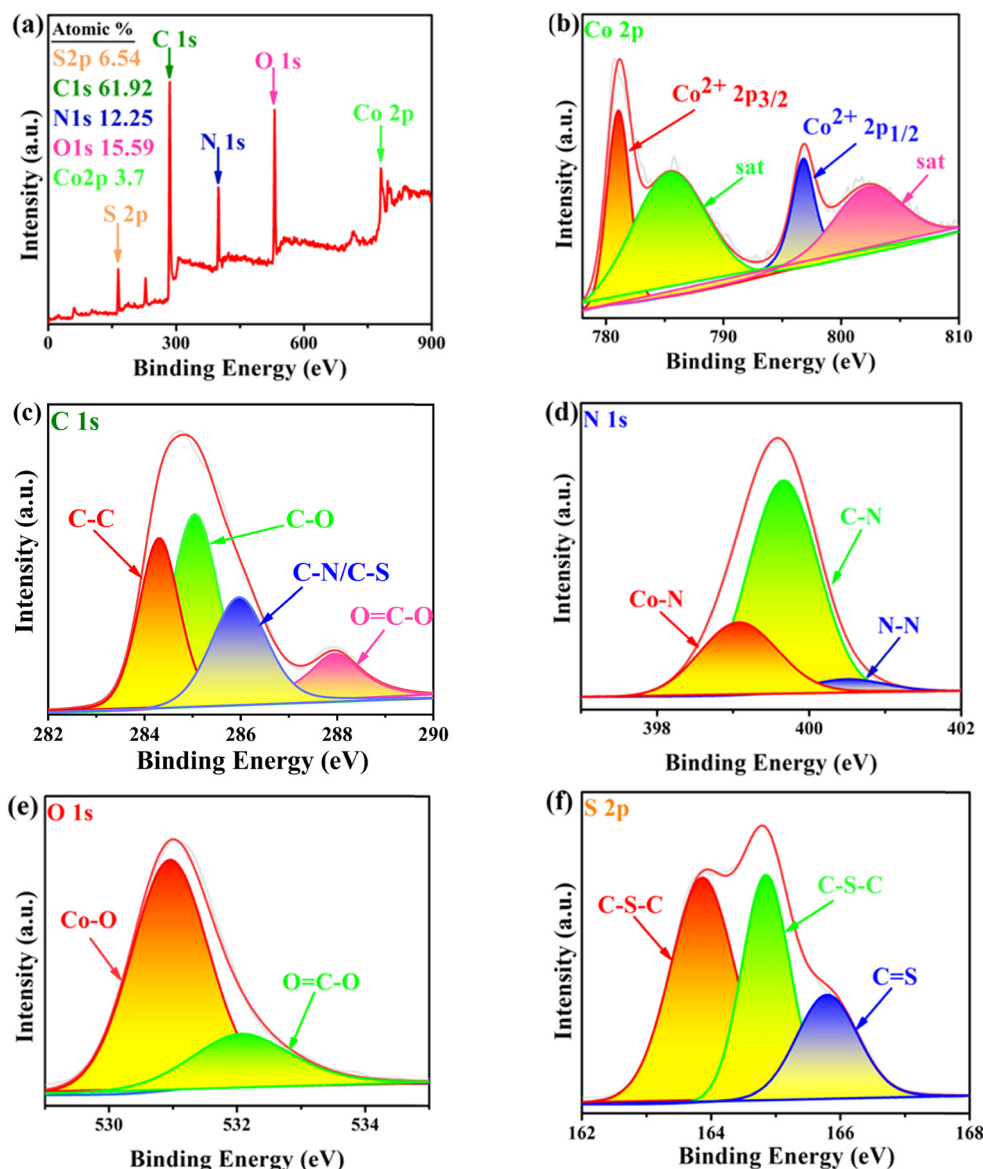 (a)
Atomic %
S2p 6.54
C1s 61.92
N1s 12.25
O1s 15.59
Co2p 3.7
C 1s
O 1s
N 1s
Co 2p
S 2p
Intensity (a.u.)
0 300 600 900
Binding Energy (eV)
(b)
Co 2p
Co2+ 2p3/2
Co2+ 2p1/2
sat
sat
Intensity (a.u.)
780 790 800 810
Binding Energy (eV)
(c)
C 1s
C-C
C-O
C-N/C-S
O=C-O
Intensity (a.u.)
282 284 286 288 290
Binding Energy (eV)
(d)
N 1s
C-N
Co-N
N-N
Intensity (a.u.)
398 400 402
Binding Energy (eV)
(e)
O 1s
Co-O
O=C-O
Intensity (a.u.)
530 532 534
Binding Energy (eV)
(f)
S 2p
C-S-C
C-S-C
C=S
Intensity (a.u.)
162 164 166 168
Binding Energy (eV)